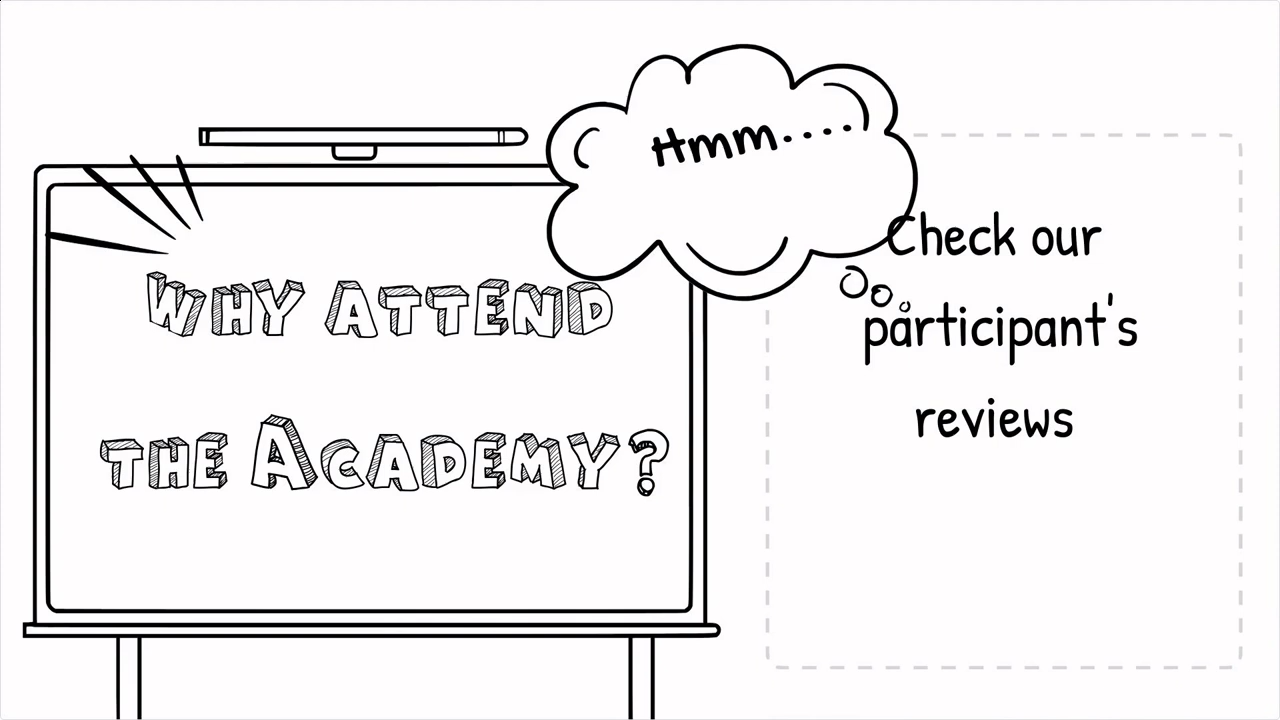 Hmm....
Why attend
the Academy?
Check our
participant's
reviews